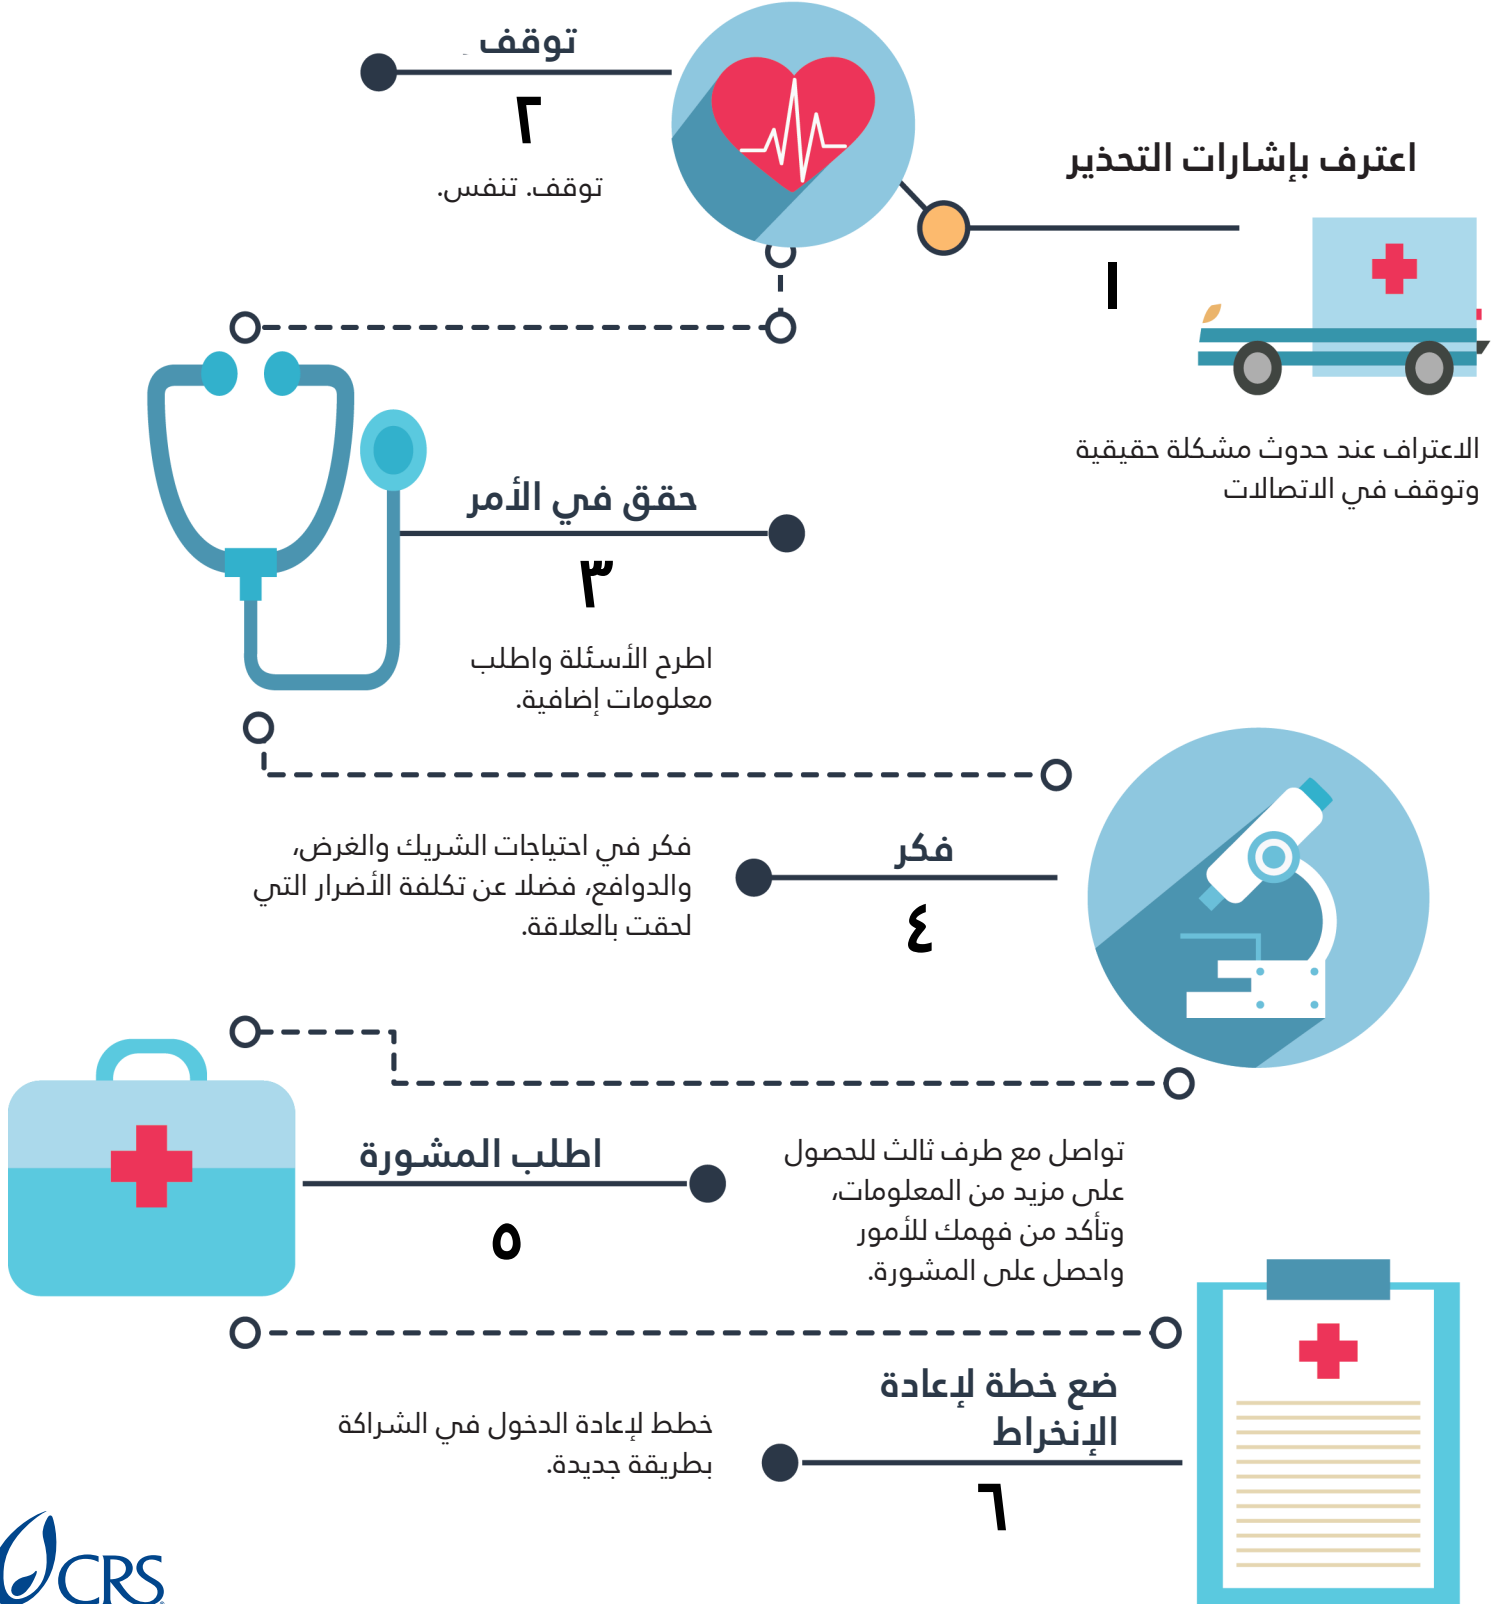 اعترف بإشارات التحذير
١
الاعتراف عند حدوث مشكلة حقيقية
وتوقف في الاتصالات
توقف
٢
توقف. تنفس.
حقق في الأمر
٣
اطرح الأسئلة واطلب
معلومات إضافية.
فكر
٤
فكر في احتياجات الشريك والغرض،
والدوافع، فضلا عن تكلفة الأضرار التي
لحقت بالعلاقة.
اطلب المشورة
٥
تواصل مع طرف ثالث للحصول
على مزيد من المعلومات،
وتأكد من فهمك للأمور
واحصل على المشورة.
ضع خطة لإعادة
الإنخراط
٦
خطط لإعادة الدخول في الشراكة
بطريقة جديدة.
CRS